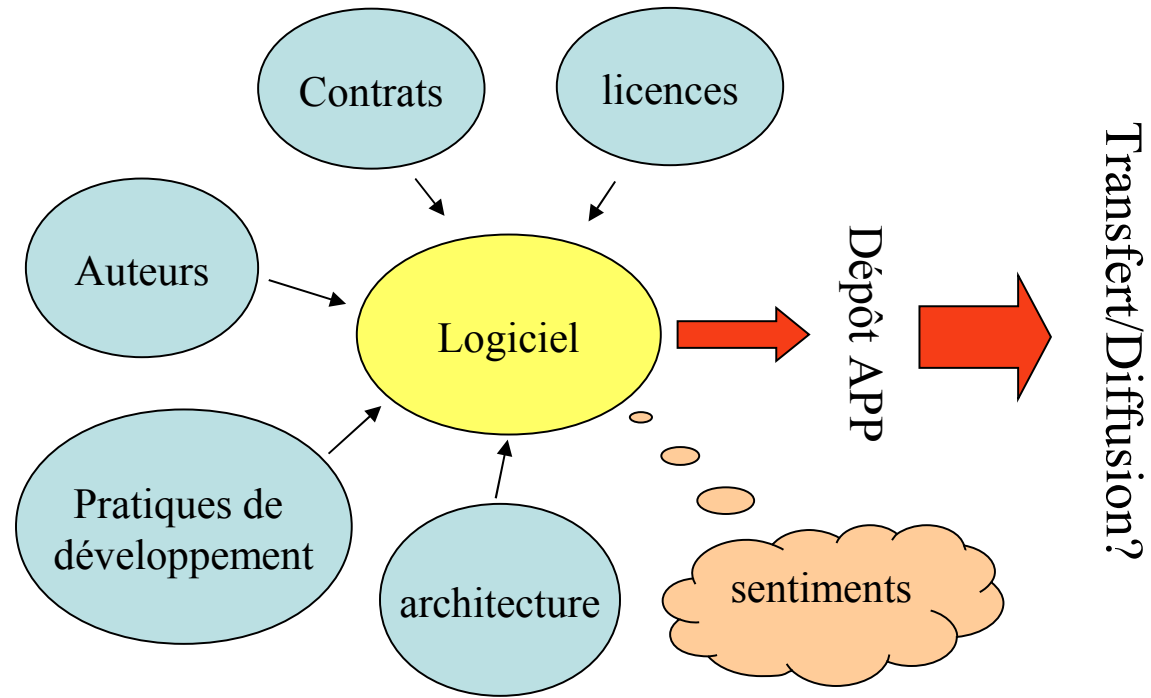 Contrats
licences
Auteurs
Logiciel
Dépôt APP
Transfert/Diffusion?
Pratiques de
développement
architecture
sentiments